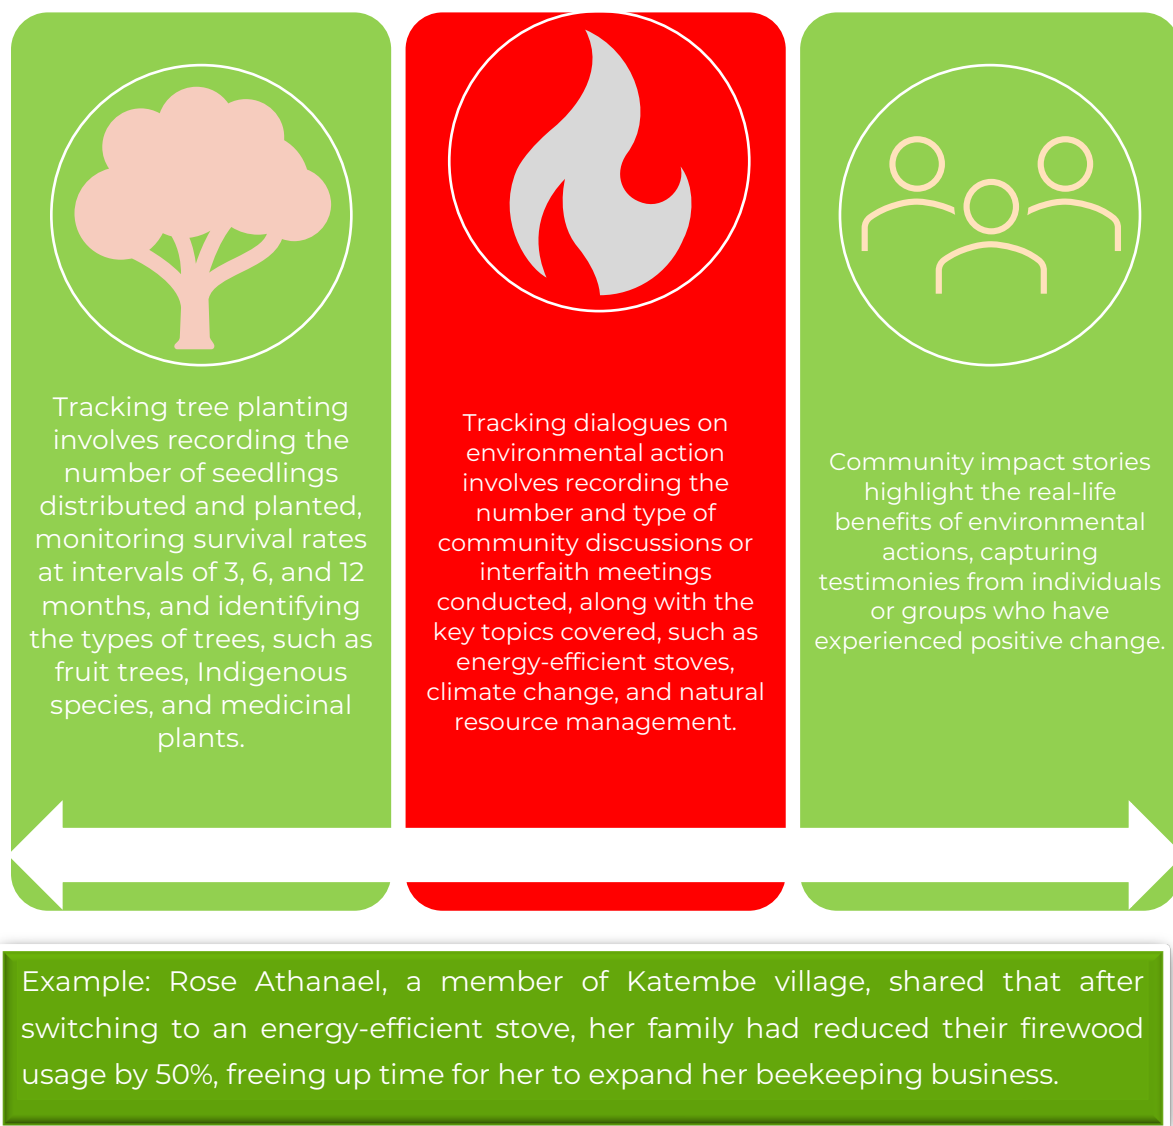 Tracking tree planting
involves recording the
number of seedlings
distributed and planted,
monitoring survival rates
at intervals of 3, 6, and 12
months, and identifying
the types of trees, such as
fruit trees, Indigenous
species, and medicinal
plants.
Tracking dialogues on
environmental action
involves recording the
number and type of
community discussions or
interfaith meetings
conducted, along with the
key topics covered, such as
energy-efficient stoves,
climate change, and natural
resource management.
Community impact stories
highlight the real-life
benefits of environmental
actions, capturing
testimonies from individuals
or groups who have
experienced positive change.
Example: Rose Athanael, a member of Katembe village, shared that after
switching to an energy-efficient stove, her family had reduced their firewood
usage by 50%, freeing up time for her to expand her beekeeping business.